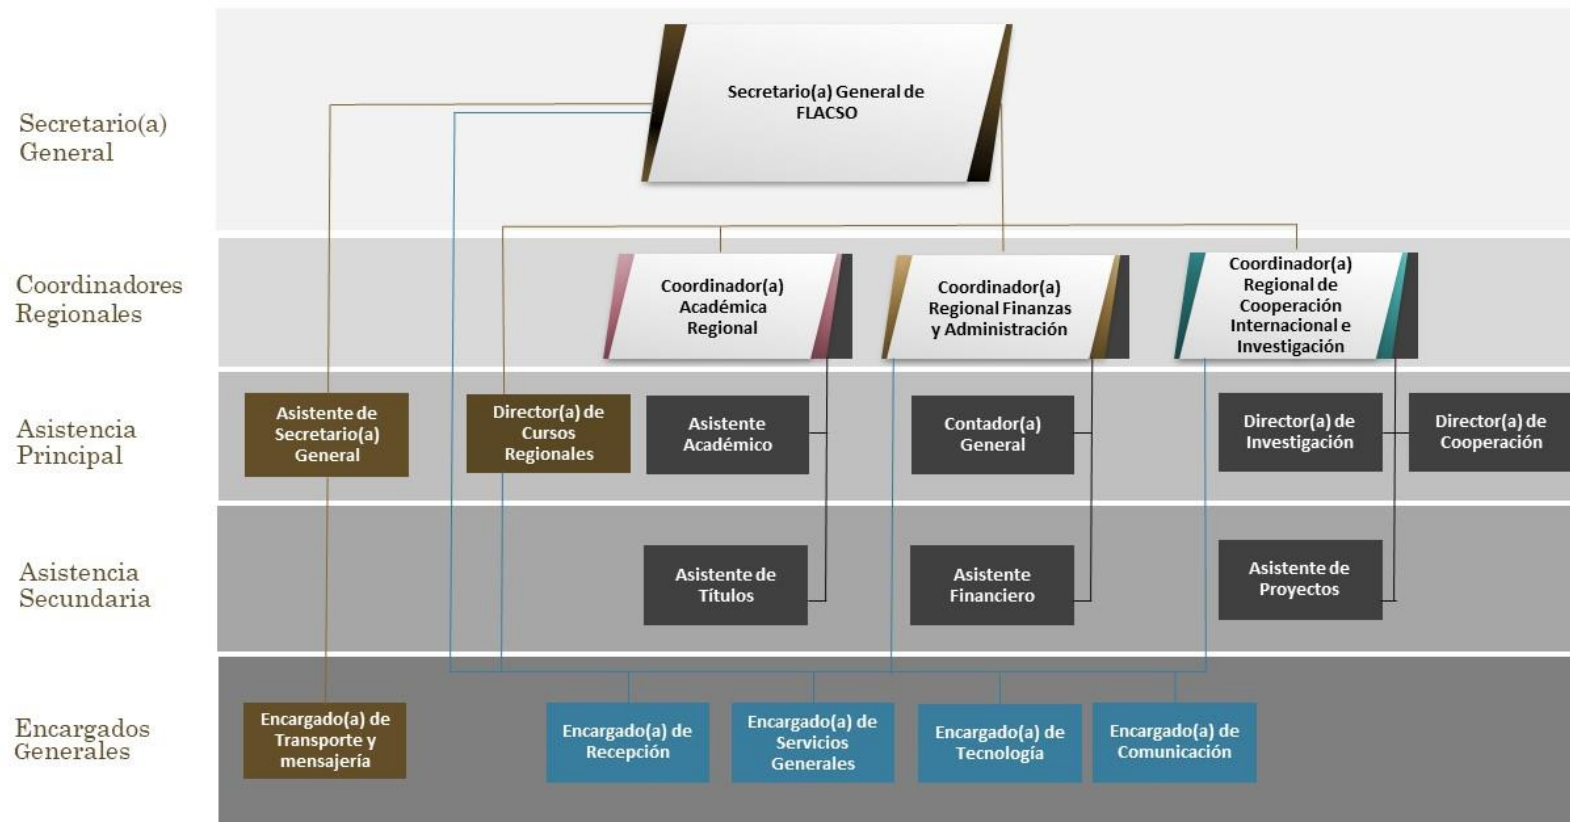 Secretario(a)
General
Secretario(a) General de
FLACSO
Coordinadores
Regionales
Coordinador(a)
Académica
Regional
Coordinador(a)
Regional Finanzas
y Administración
Coordinador(a)
Regional de
Cooperación
Internacional e
Investigación
Asistencia
Principal
Asistente de
Secretario(a)
General
Director(a) de
Cursos
Regionales
Asistente
Académico
Contador(a)
General
Director(a) de
Investigación
Director(a) de
Cooperación
Asistencia
Secundaria
Asistente de
Títulos
Asistente
Financiero
Asistente de
Proyectos
Encargados
Generales
Encargado(a) de
Transporte y
mensajería
Encargado(a) de
Recepción
Encargado(a) de
Servicios
Generales
Encargado(a) de
Tecnología
Encargado(a) de
Comunicación